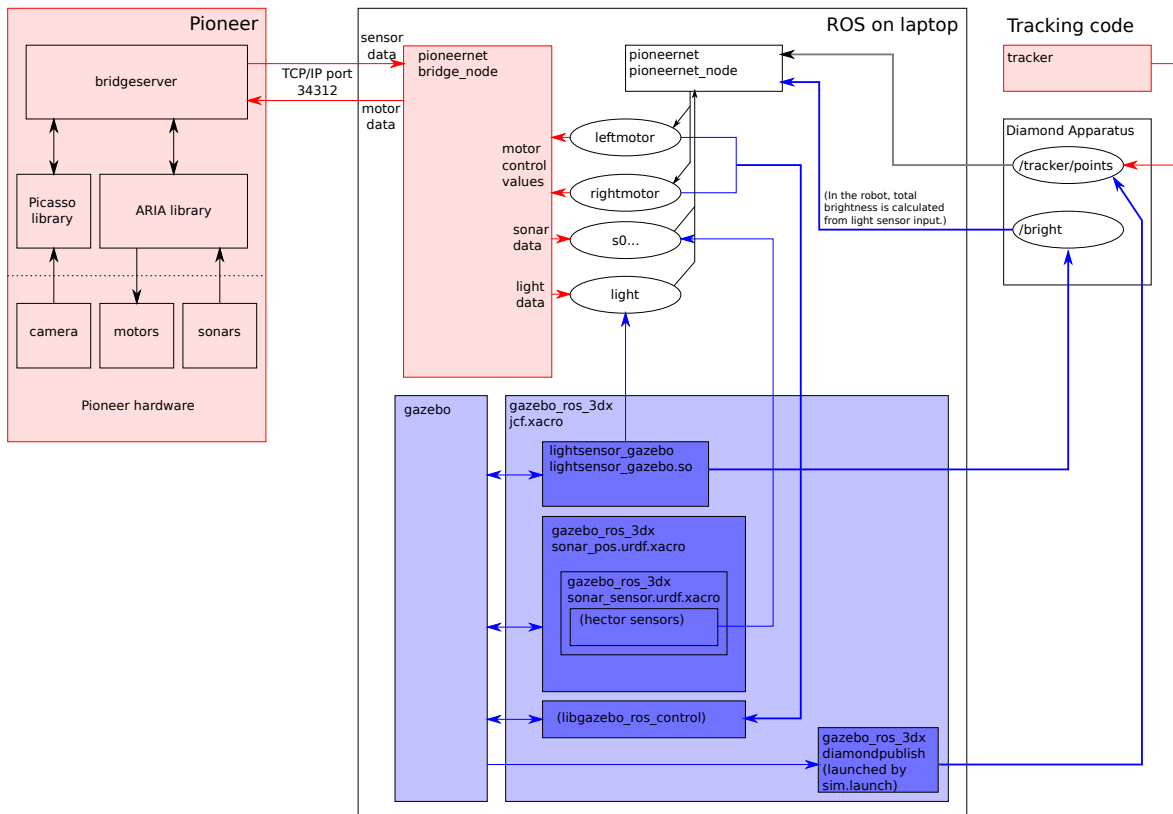 Pioneer
bridgeserver
Picasso
library
ARIA library
camera
motors
sonars
Pioneer hardware
sensor
data
TCP/IP port
34312
motor
data
ROS on laptop
pioneernet
bridge_node
motor
control
values
sonar
data
light
data
pioneernet
pioneernet_node
leftmotor
rightmotor
s0...
light
(In the robot, total
brightness is calculated
from light sensor input.)
Tracking code
tracker
Diamond Apparatus
/tracker/points
/bright
gazebo
gazebo_ros_3dx
jcf.xacro
lightsensor_gazebo
lightsensor_gazebo.so
gazebo_ros_3dx
sonar_pos.urdf.xacro
gazebo_ros_3dx
sonar_sensor.urdf.xacro
(hector sensors)
(libgazebo_ros_control)
gazebo_ros_3dx
diamondpublish
(launched by
sim.launch)